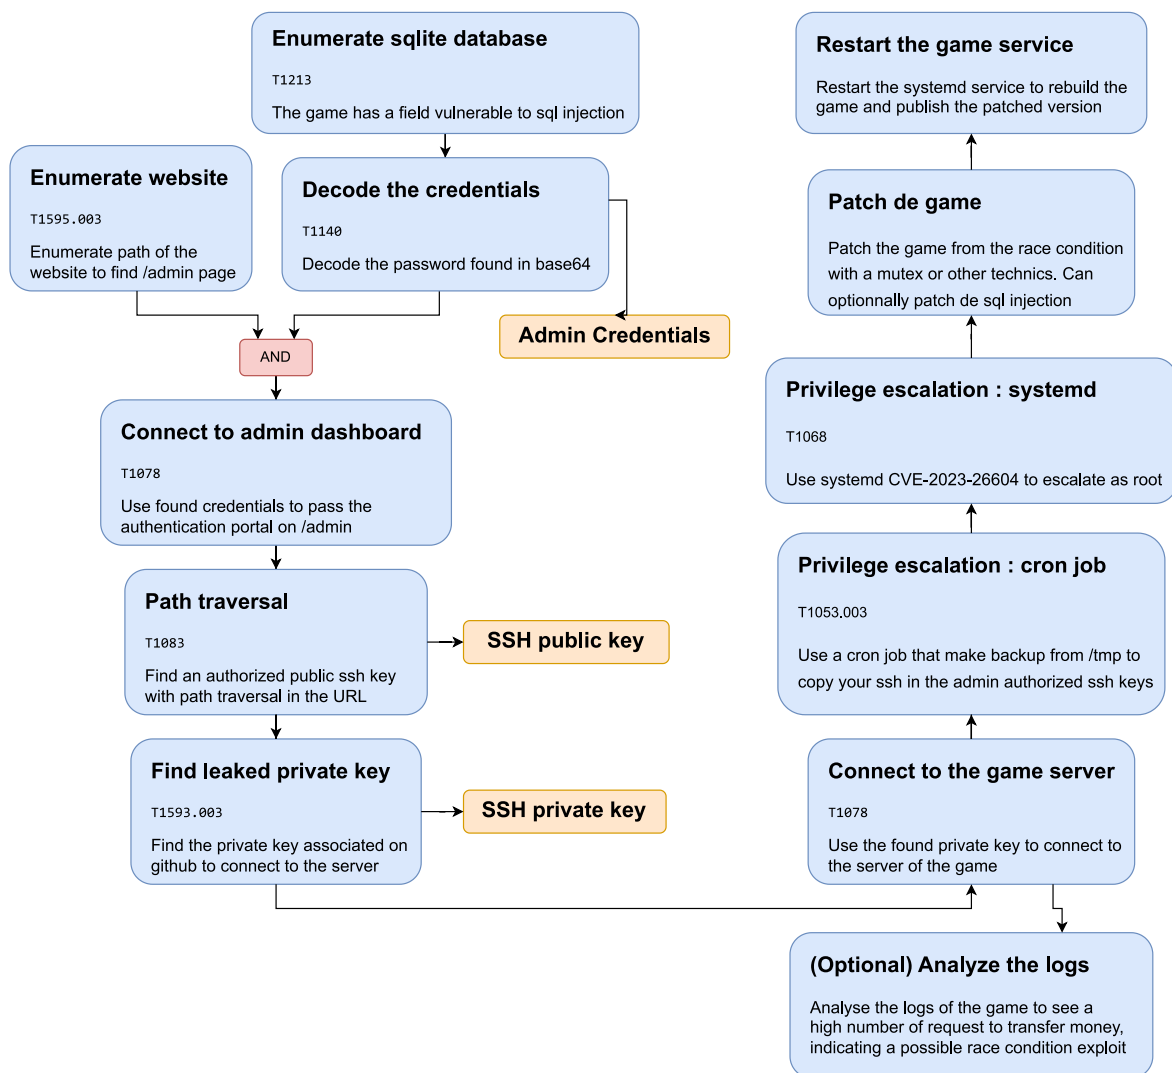 Enumerate sqlite database
T1213
The game has a field vulnerable to sql injection
Enumerate website
T1595.003
Enumerate path of the
website to find /admin page
Decode the credentials
T1140
Decode the password found in base64
Admin Credentials
AND
Connect to admin dashboard
T1078
Use found credentials to pass the
authentication portal on /admin
Path traversal
T1083
Find an authorized public ssh key
with path traversal in the URL
SSH public key
Find leaked private key
T1593.003
Find the private key associated on
github to connect to the server
SSH private key
Restart the game service
Restart the systemd service to rebuild the
game and publish the patched version
Patch de game
Patch the game from the race condition
with a mutex or other technics. Can
optionnally patch de sql injection
Privilege escalation : systemd
T1068
Use systemd CVE-2023-26604 to escalate as root
Privilege escalation : cron job
T1053.003
Use a cron job that make backup from /tmp to
copy your ssh in the admin authorized ssh keys
Connect to the game server
T1078
Use the found private key to connect to
the server of the game
(Optional) Analyze the logs
Analyse the logs of the game to see a
high number of request to transfer money,
indicating a possible race condition exploit